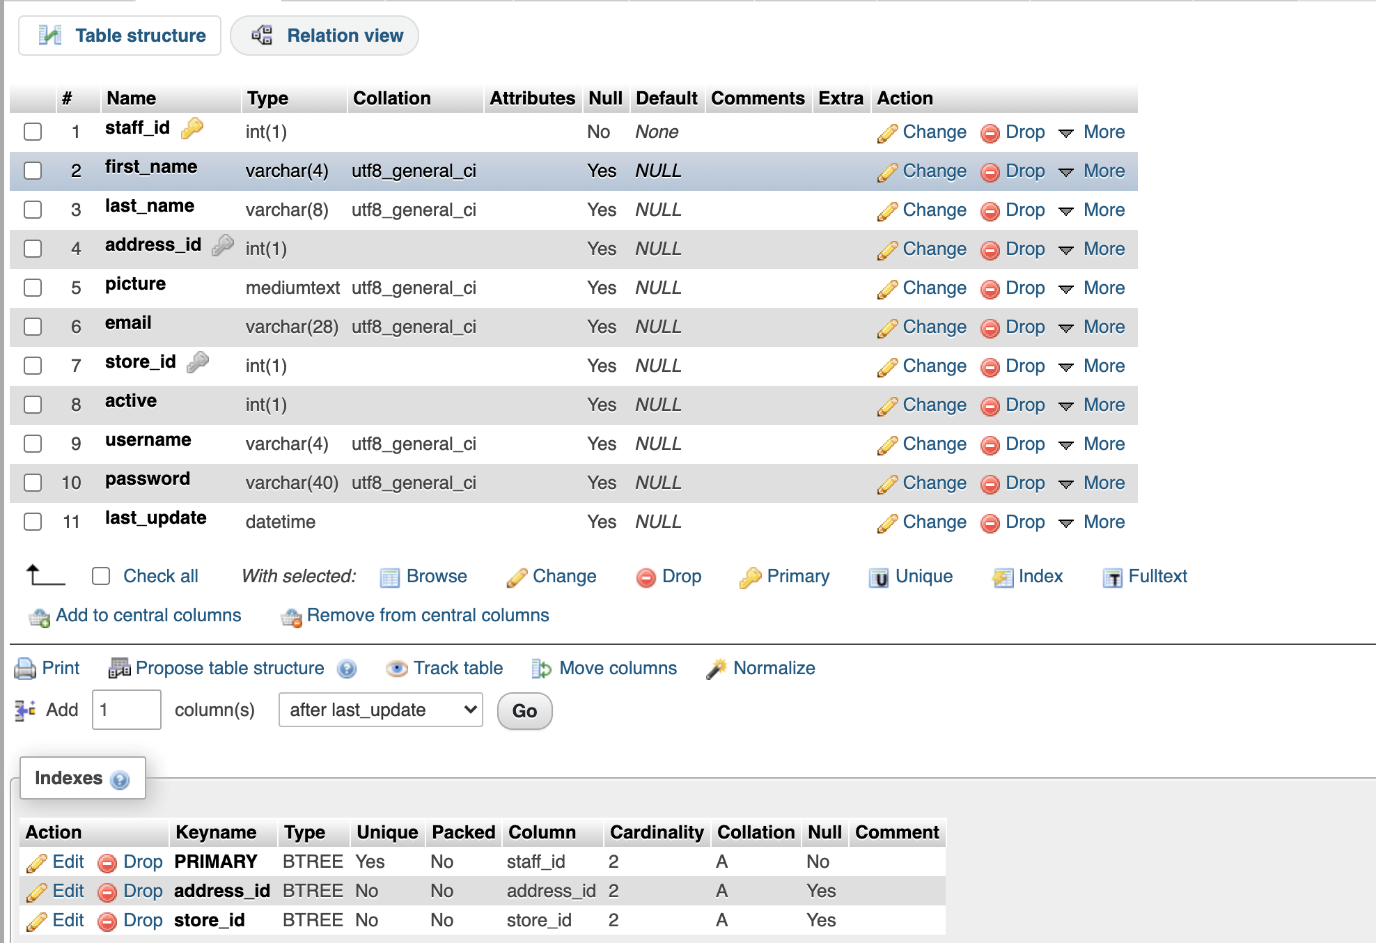 Table structure Relation view
# Name Type Collation Attributes Null Default Comments Extra Action
1 staff_id int(1) No None Change Drop More
2 first_name varchar(4) utf8_general_ci Yes NULL Change Drop More
3 last_name varchar(8) utf8_general_ci Yes NULL Change Drop More
4 address_id int(1) Yes NULL Change Drop More
5 picture mediumtext utf8_general_ci Yes NULL Change Drop More
6 email varchar(28) utf8_general_ci Yes NULL Change Drop More
7 store_id int(1) Yes NULL Change Drop More
8 active int(1) Yes NULL Change Drop More
9 username varchar(4) utf8_general_ci Yes NULL Change Drop More
10 password varchar(40) utf8_general_ci Yes NULL Change Drop More
11 last_update datetime Yes NULL Change Drop More
Check all With selected: Browse Change Drop Primary Unique Index Fulltext
Add to central columns Remove from central columns
Print Propose table structure Track table Move columns Normalize
Add 1 column(s) after last_update Go
Indexes
Action Keyname Type Unique Packed Column Cardinality Collation Null Comment
Edit Drop PRIMARY BTREE Yes No staff_id 2 A No
Edit Drop address_id BTREE No No address_id 2 A Yes
Edit Drop store_id BTREE No No store_id 2 A Yes